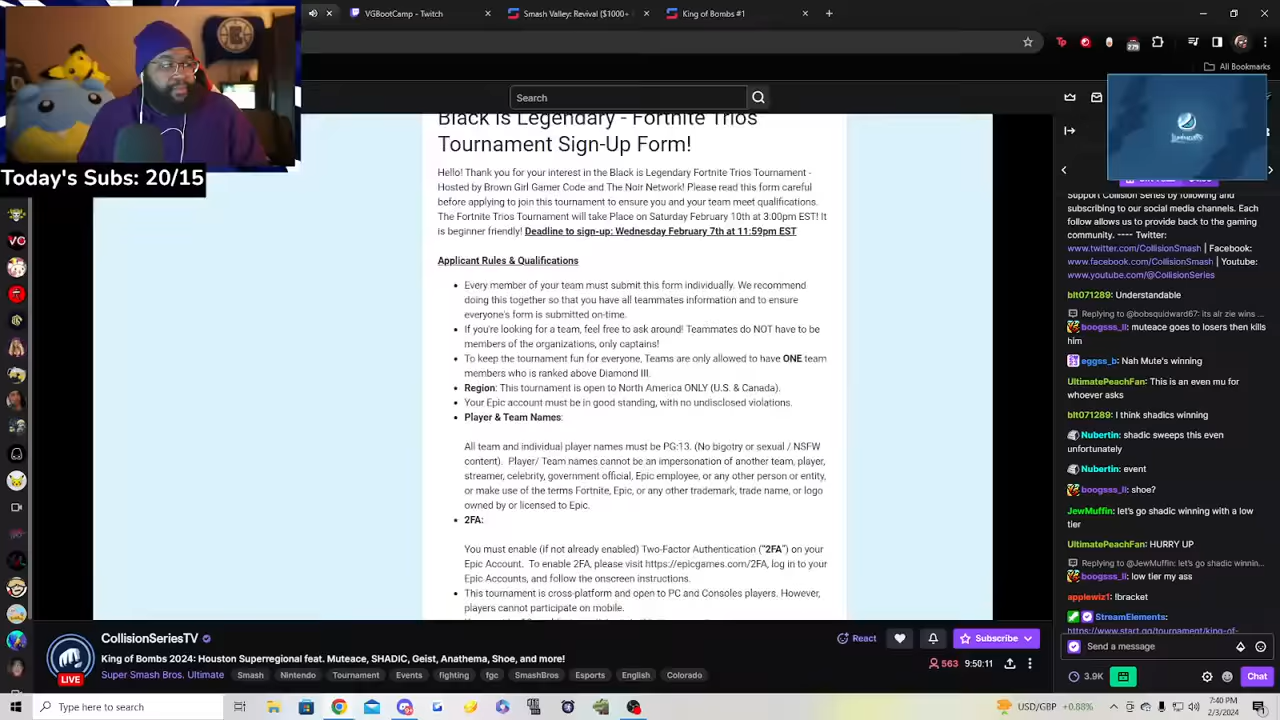 VGBootCamp - Twitch
Smash Valley: Revival ($1000+
King of Bombs #1
279
All Bookmarks
Search
Today's Subs: 20/15
Black Is Legendary - Fortnite Trios
Tournament Sign-Up Form!
Hello! Thank you for your interest in the Black is Legendary Fortnite Trios Tournament -
Hosted by Brown Girl Gamer Code and The Noir Network! Please read this form careful
before applying to join this tournament to ensure you and your team meet qualifications.
The Fortnite Trios Tournament will take Place on Saturday February 10th at 3:00pm EST! It
is beginner friendly! Deadline to sign-up: Wednesday February 7th at 11:59pm EST
Applicant Rules & Qualifications
Every member of your team must submit this form individually. We recommend
doing this together so that you have all teammates information and to ensure
everyone's form is submitted on-time.
If you're looking for a team, feel free to ask around! Teammates do NOT have to be
members of the organizations, only captains!
To keep the tournament fun for everyone, Teams are only allowed to have ONE team
members who is ranked above Diamond III.
Region: This tournament is open to North America ONLY (U.S. & Canada).
Your Epic account must be in good standing, with no undisclosed violations.
Player & Team Names:
All team and individual player names must be PG:13. (No bigotry or sexual / NSFW
content). Player/ Team names cannot be an impersonation of another team, player,
streamer, celebrity, government official, Epic employee, or any other person or entity,
or make use of the terms Fortnite, Epic, or any other trademark, trade name, or logo
owned by or licensed to Epic.
2FA:
You must enable (if not already enabled) Two-Factor Authentication ("2FA") on your
Epic Account. To enable 2FA, please visit https://epicgames.com/2FA, log in to your
Epic Accounts, and follow the onscreen instructions.
This tournament is cross-platform and open to PC and Consoles players. However,
players cannot participate on mobile.
Support Collision Series by following and
subscribing to our social media channels. Each
follow allows us to provide back to the gaming
community. ---- Twitter:
www.twitter.com/CollisionSmash | Facebook:
www.facebook.com/CollisionSmash | Youtube:
www.youtube.com/@CollisionSeries
blt071289: Understandable
Replying to @bobsquidward67: its alr zie wins ...
boogsss_ll: muteace goes to losers then kills
him
eggss_b: Nah Mute's winning
UltimatePeachFan: This is an even mu for
whoever asks
blt071289: I think shadics winning
Nubertin: shadic sweeps this even
unfortunately
Nubertin: event
boogsss_ll: shoe?
JewMuffin: let's go shadic winning with a low
tier
UltimatePeachFan: HURRY UP
Replying to @JewMuffin: let's go shadic winnin...
boogsss_ll: low tier my ass
applewiz1: !bracket
StreamElements:
https://www.start.gg/tournament/king-of-
Send a message
3.9K
Chat
CollisionSeriesTV
King of Bombs 2024: Houston Superregional feat. Muteace, SHADIC, Geist, Anathema, Shoe, and more!
Super Smash Bros. Ultimate
Smash
Nintendo
Tournament
Events
fighting
fgc
SmashBros
Esports
English
Colorado
LIVE
React
Subscribe
563
9:50:11
Type here to search
USD/GBP
+0.88%
7:40 PM
2/3/2024